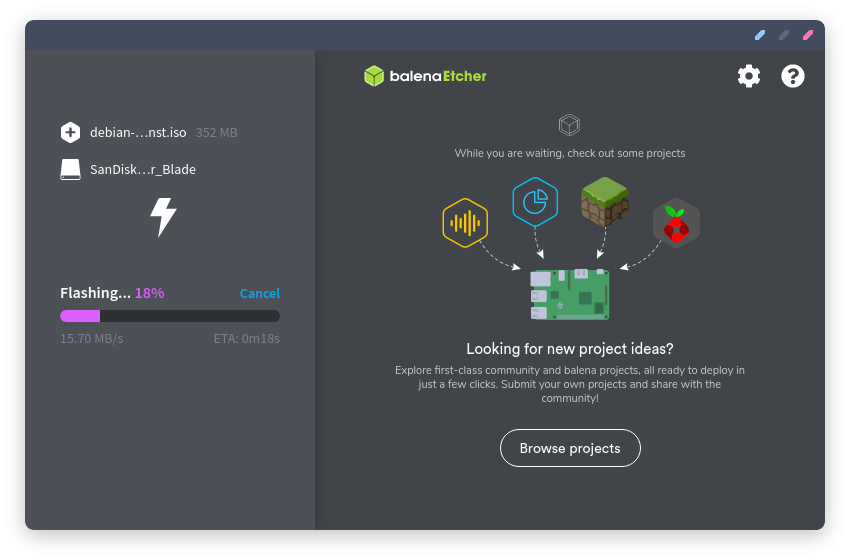 balenaEtcher
debian-...nst.iso 352 MB
SanDisk...r_Blade
Flashing... 18% Cancel
15.70 MB/s ETA: 0m18s
While you are waiting, check out some projects
Looking for new project ideas?
Explore first-class community and balena projects, all ready to deploy in
just a few clicks. Submit your own projects and share with the
community!
Browse projects